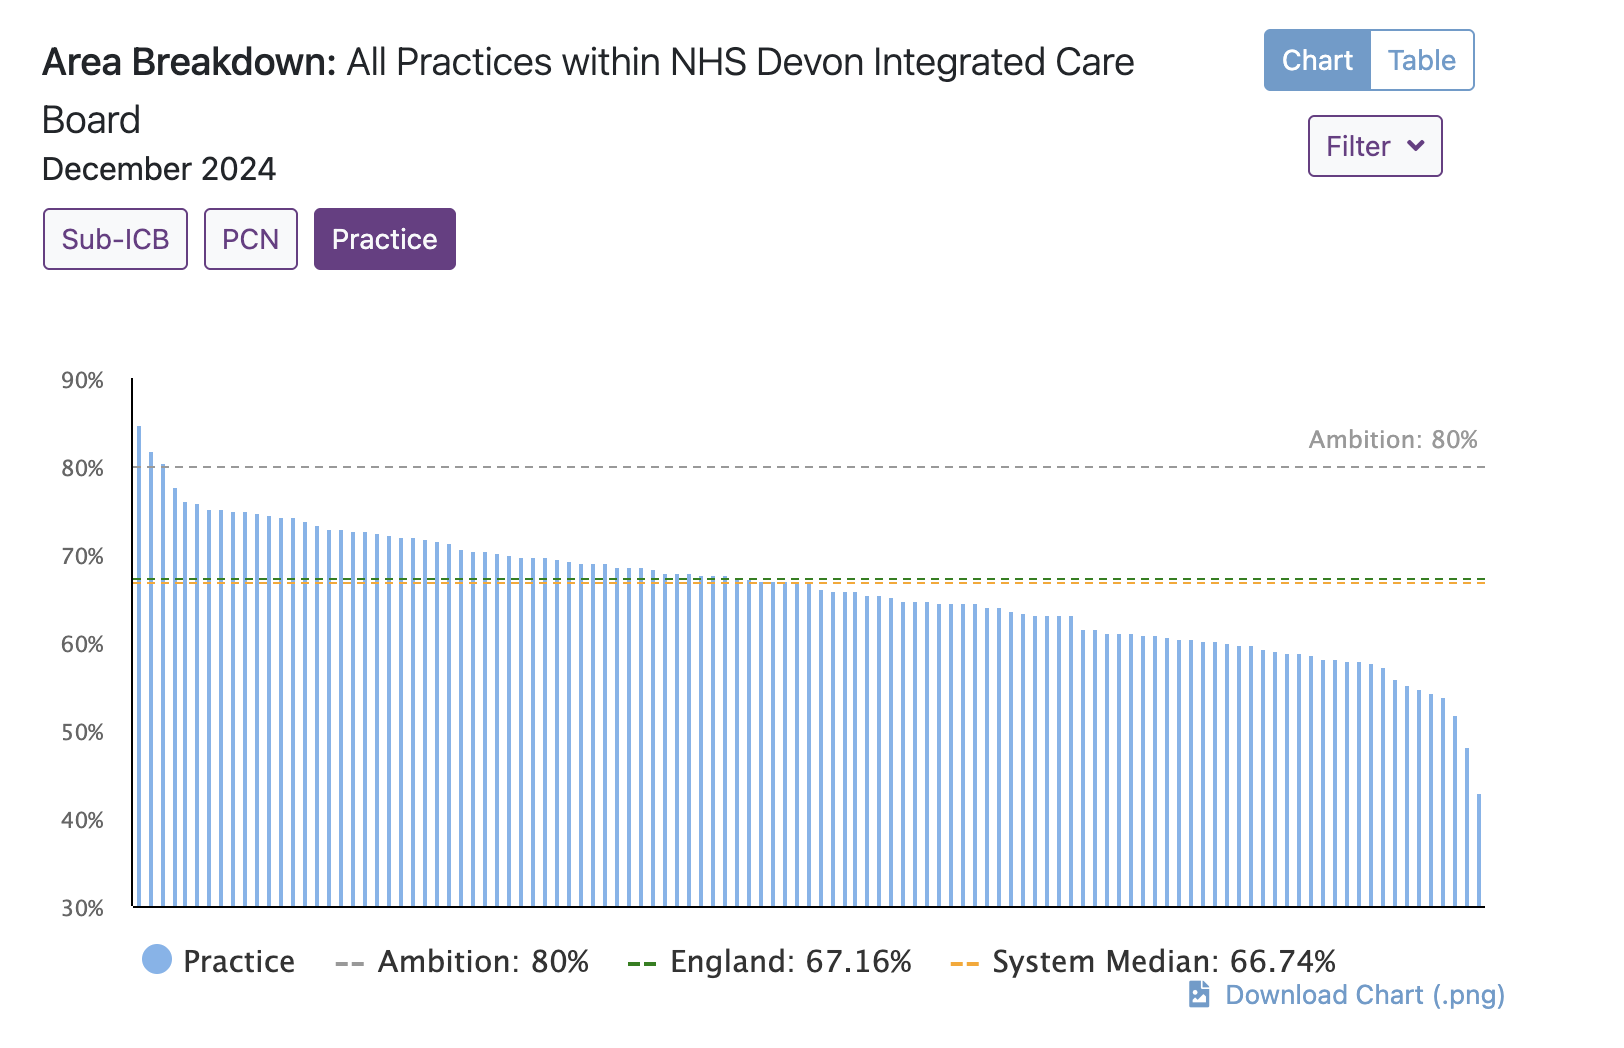 Area Breakdown: All Practices within NHS Devon Integrated Care
Board
December 2024
Chart
Table
Filter
Sub-ICB
PCN
Practice
90%
80%
70%
60%
50%
40%
30%
Ambition: 80%
Practice
Ambition: 80%
England: 67.16%
System Median: 66.74%
Download Chart (.png)